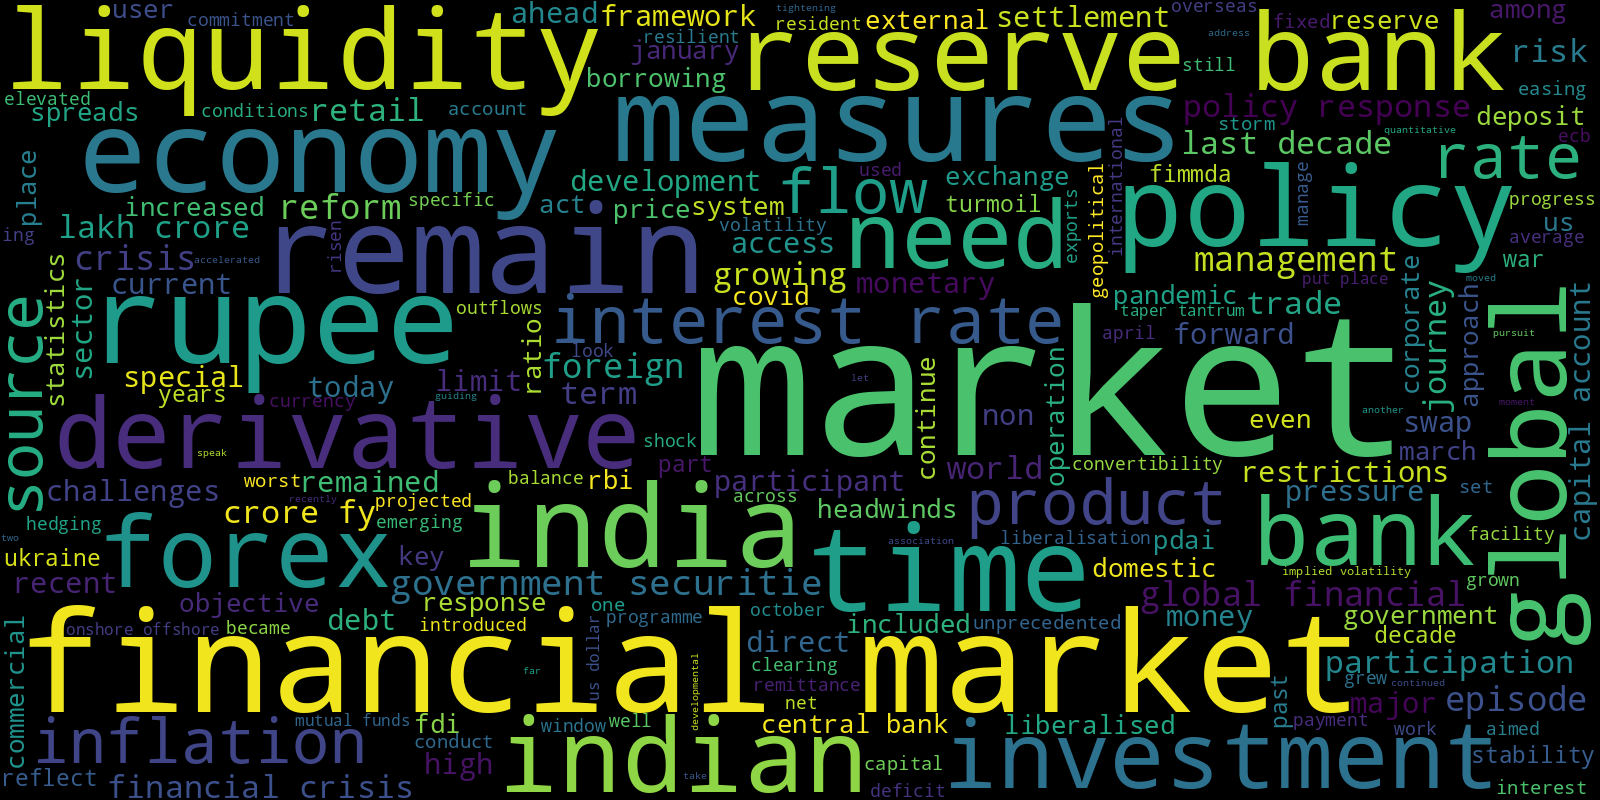 user
commitment
ahead
framework
tightening
resident
external
settlement
overseas
fixed
reserve
among
liquidity
reserve bank
january
resilient
address
risk
borrowing
still
elevated
spreads
conditions
retail
account
measures
policy response
easing
deposit
economy
storm
quantitative
ecb
last decade
rate
international
place
used
development
flow
exchange
fimmda
policy
progress
increased
reform
specific
act
price
system
turmoil
exports
geopolitical
manage
us
lakh crore
remain
volatility
access
need
average
ing
risen
crisis
accelerated
growing
monetary
management
war
current
covid
put place
moved
statistics
sector
rupee
outflows
interest rate
pandemic
trade
taper tantrum
corporate
journey
approach
source
ratio
look
foreign
market
april
forward
pursuit
global
capital account
special
years
today
limit
term
let
guiding
continue
operation
moment
derivative
currency
non
even
another
swap
speak
shock
part
participant
world
convertibility
march
restrictions
challenges
worst
remained
balance
rbi
recently
projected
across
headwinds
product
pressure
set
hedging
crore fy
emerging
india
time
association
liberalisation
pdai
bank
facility
two
ukraine
forex
key
domestic
implied volatility
grown
recent
government securitie
global financial
objective
debt
response
one
october
included
unprecedented
money
government
introduced
programme
decade
commercial
onshore offshore
became
financial market
us dollar
direct
clearing
participation
far
developmental
remittance
grew
continued
net
past
major
episode
inflation
mutual funds
fdi
window
well
central bank
liberalised
payment
work
aimed
conduct
indian
investment
stability
reflect
high
take
capital
financial crisis
deficit
interest